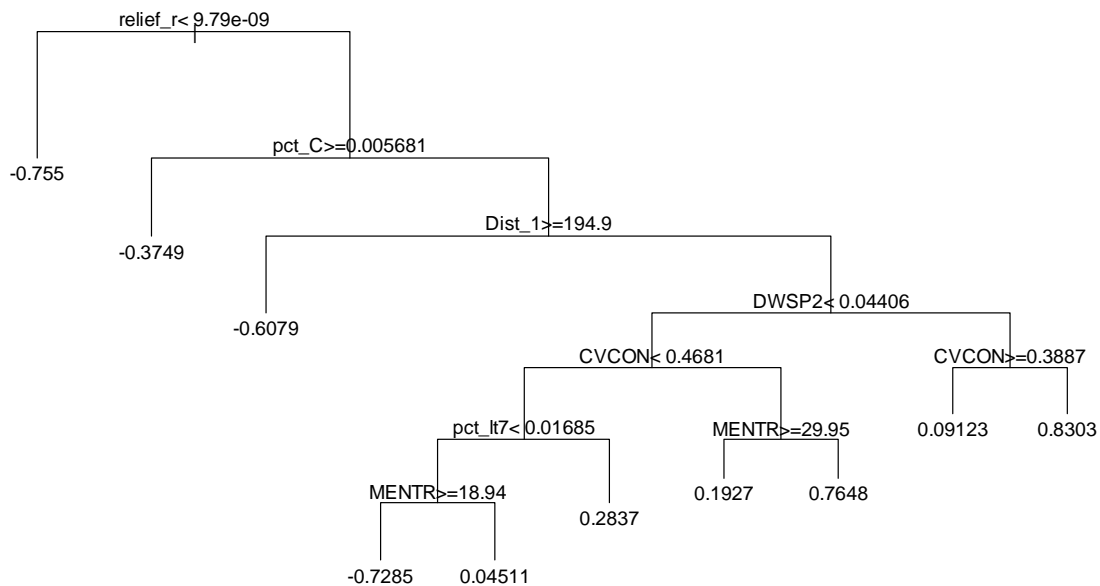 relief_r< 9.79e-09
-0.755
pct_C>=0.005681
-0.3749
Dist_1>=194.9
-0.6079
DWSP2< 0.04406
CVCON< 0.4681
CVCON>=0.3887
pct_lt7< 0.01685
MENTR>=29.95
0.09123
0.8303
MENTR>=18.94
0.2837
0.1927
0.7648
-0.7285
0.04511